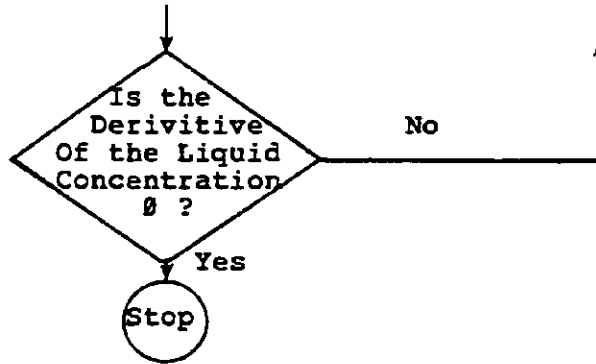 Is the
Derivitive
Of the Liquid
Concentration
Ø ?
No
Yes
Stop